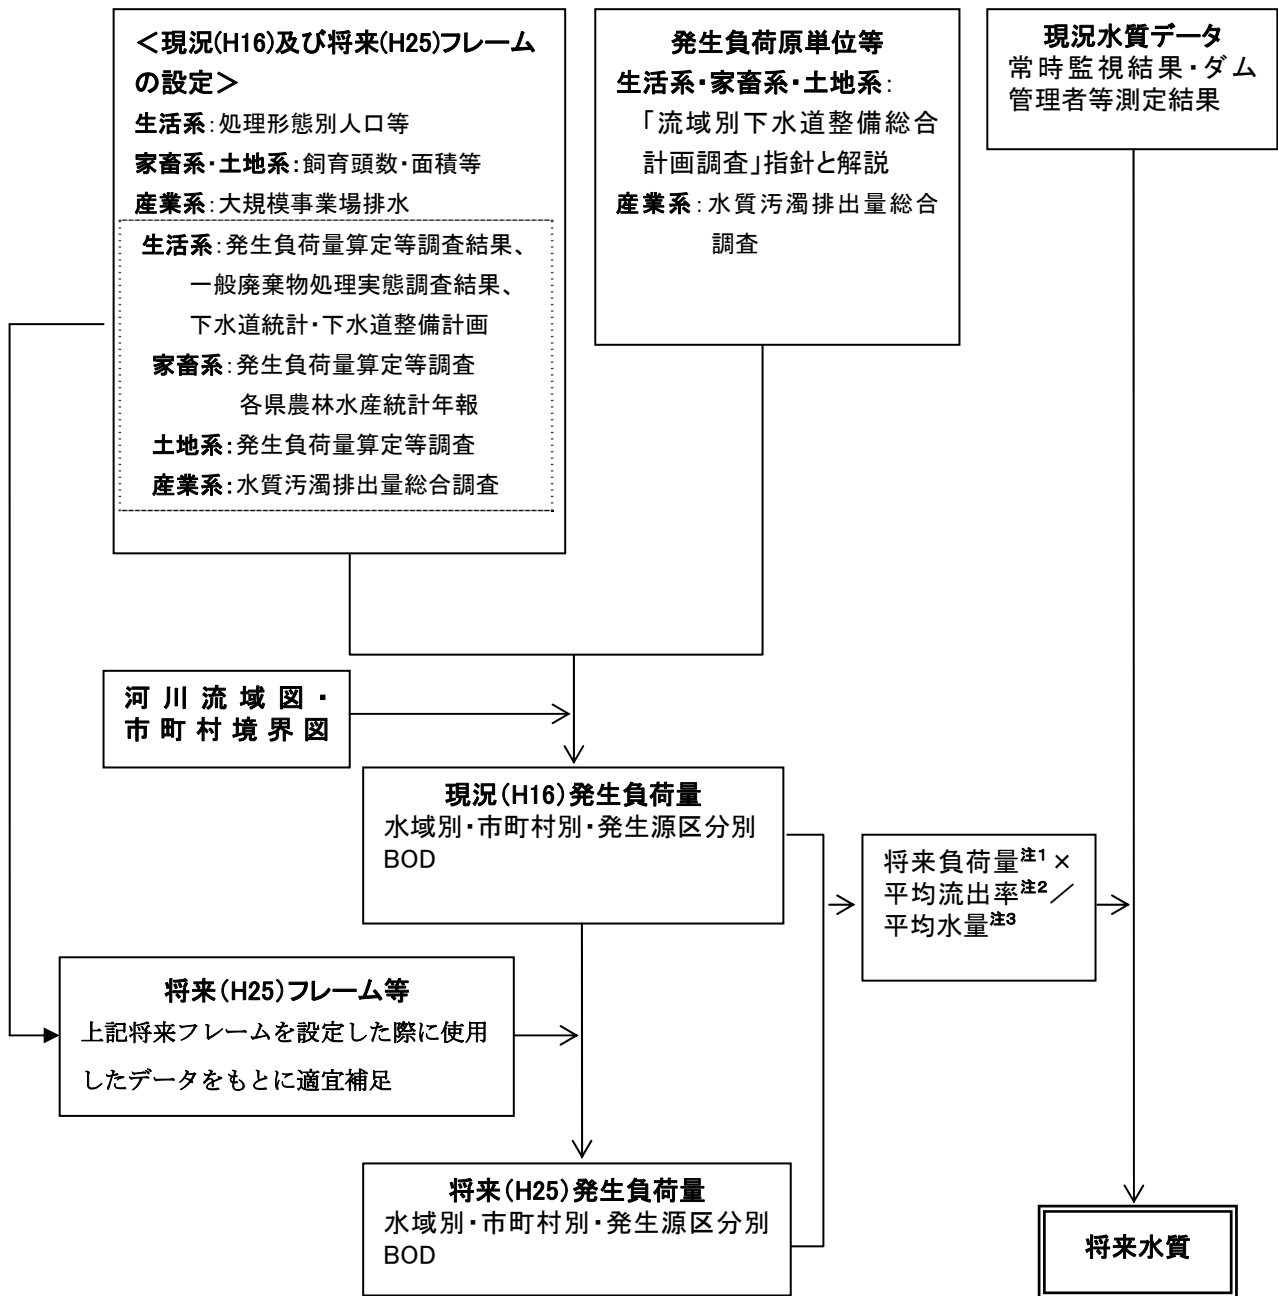 ＜現況(H16)及び将来(H25)フレーム
の設定＞
生活系：処理形態別人口等
家畜系・土地系：飼育頭数・面積等
産業系：大規模事業場排水
生活系：発生負荷量算定等調査結果、
一般廃棄物処理実態調査結果、
下水道統計・下水道整備計画
家畜系：発生負荷量算定等調査
各県農林水産統計年報
土地系：発生負荷量算定等調査
産業系：水質汚濁排出量総合調査
発生負荷原単位等
生活系・家畜系・土地系：
「流域別下水道整備総合
計画調査」指針と解説
産業系：水質汚濁排出量総合
調査
現況水質データ
常時監視結果・ダム
管理者等測定結果
河川流域図・
市町村境界図
現況（H16）発生負荷量
水域別・市町村別・発生源区分別
BOD
将来負荷量注1×
平均流出率注2／
平均水量注3
将来（H25）フレーム等
上記将来フレームを設定した際に使用
したデータをもとに適宜補足
将来（H25）発生負荷量
水域別・市町村別・発生源区分別
BOD
将来水質